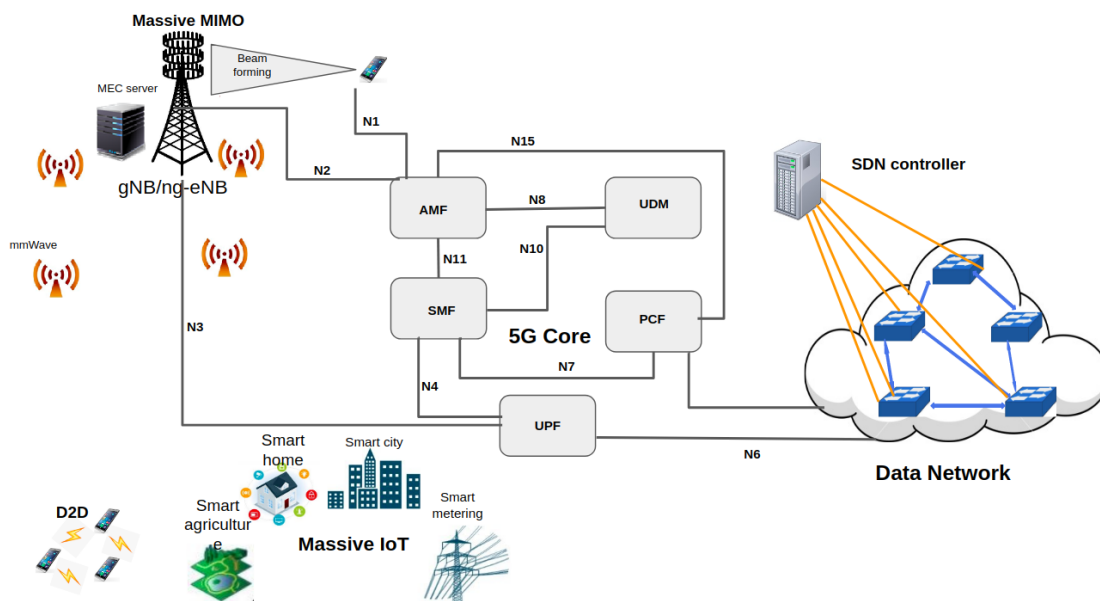 Massive MIMO
Beam
forming
MEC server
N1
N15
N2
SDN controller
gNB/ng-eNB
AMF
N8
UDM
N10
mmWave
N11
SMF
PCF
N3
5G Core
N7
N4
UPF
N6
Data Network
Smart
home
Smart city
Smart
agricultur
e
Smart
metering
D2D
Massive IoT